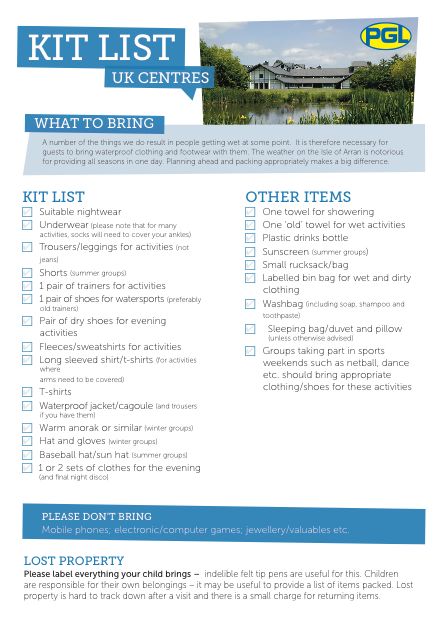 KIT LIST
PGL
UK CENTRES
WHAT TO BRING
A number of the things we do result in people getting wet at some point.  It is therefore necessary for
guests to bring waterproof clothing and footwear with them. The weather on the Isle of Arran is notorious
for providing all seasons in one day. Planning ahead and packing appropriately makes a big difference.
KIT LIST
Suitable nightwear
Underwear (please note that for many
activities, socks will need to cover your ankles)
Trousers/leggings for activities (not
jeans)
Shorts (summer groups)
1 pair of trainers for activities
1 pair of shoes for watersports (preferably
old trainers)
Pair of dry shoes for evening
activities
Fleeces/sweatshirts for activities
Long sleeved shirt/t-shirts (for activities
where
arms need to be covered)
T-shirts
Waterproof jacket/cagoule (and trousers
if you have them)
Warm anorak or similar (winter groups)
Hat and gloves (winter groups)
Baseball hat/sun hat (summer groups)
1 or 2 sets of clothes for the evening
(and final night disco)
OTHER ITEMS
One towel for showering
One 'old' towel for wet activities
Plastic drinks bottle
Sunscreen (summer groups)
Small rucksack/bag
Labelled bin bag for wet and dirty
clothing
Washbag (including soap, shampoo and
toothpaste)
Sleeping bag/duvet and pillow
(unless otherwise advised)
Groups taking part in sports
weekends such as netball, dance
etc. should bring appropriate
clothing/shoes for these activities
PLEASE DON'T BRING
Mobile phones; electronic/computer games; jewellery/valuables etc.
LOST PROPERTY
Please label everything your child brings –  indelible felt tip pens are useful for this. Children
are responsible for their own belongings – it may be useful to provide a list of items packed. Lost
property is hard to track down after a visit and there is a small charge for returning items.